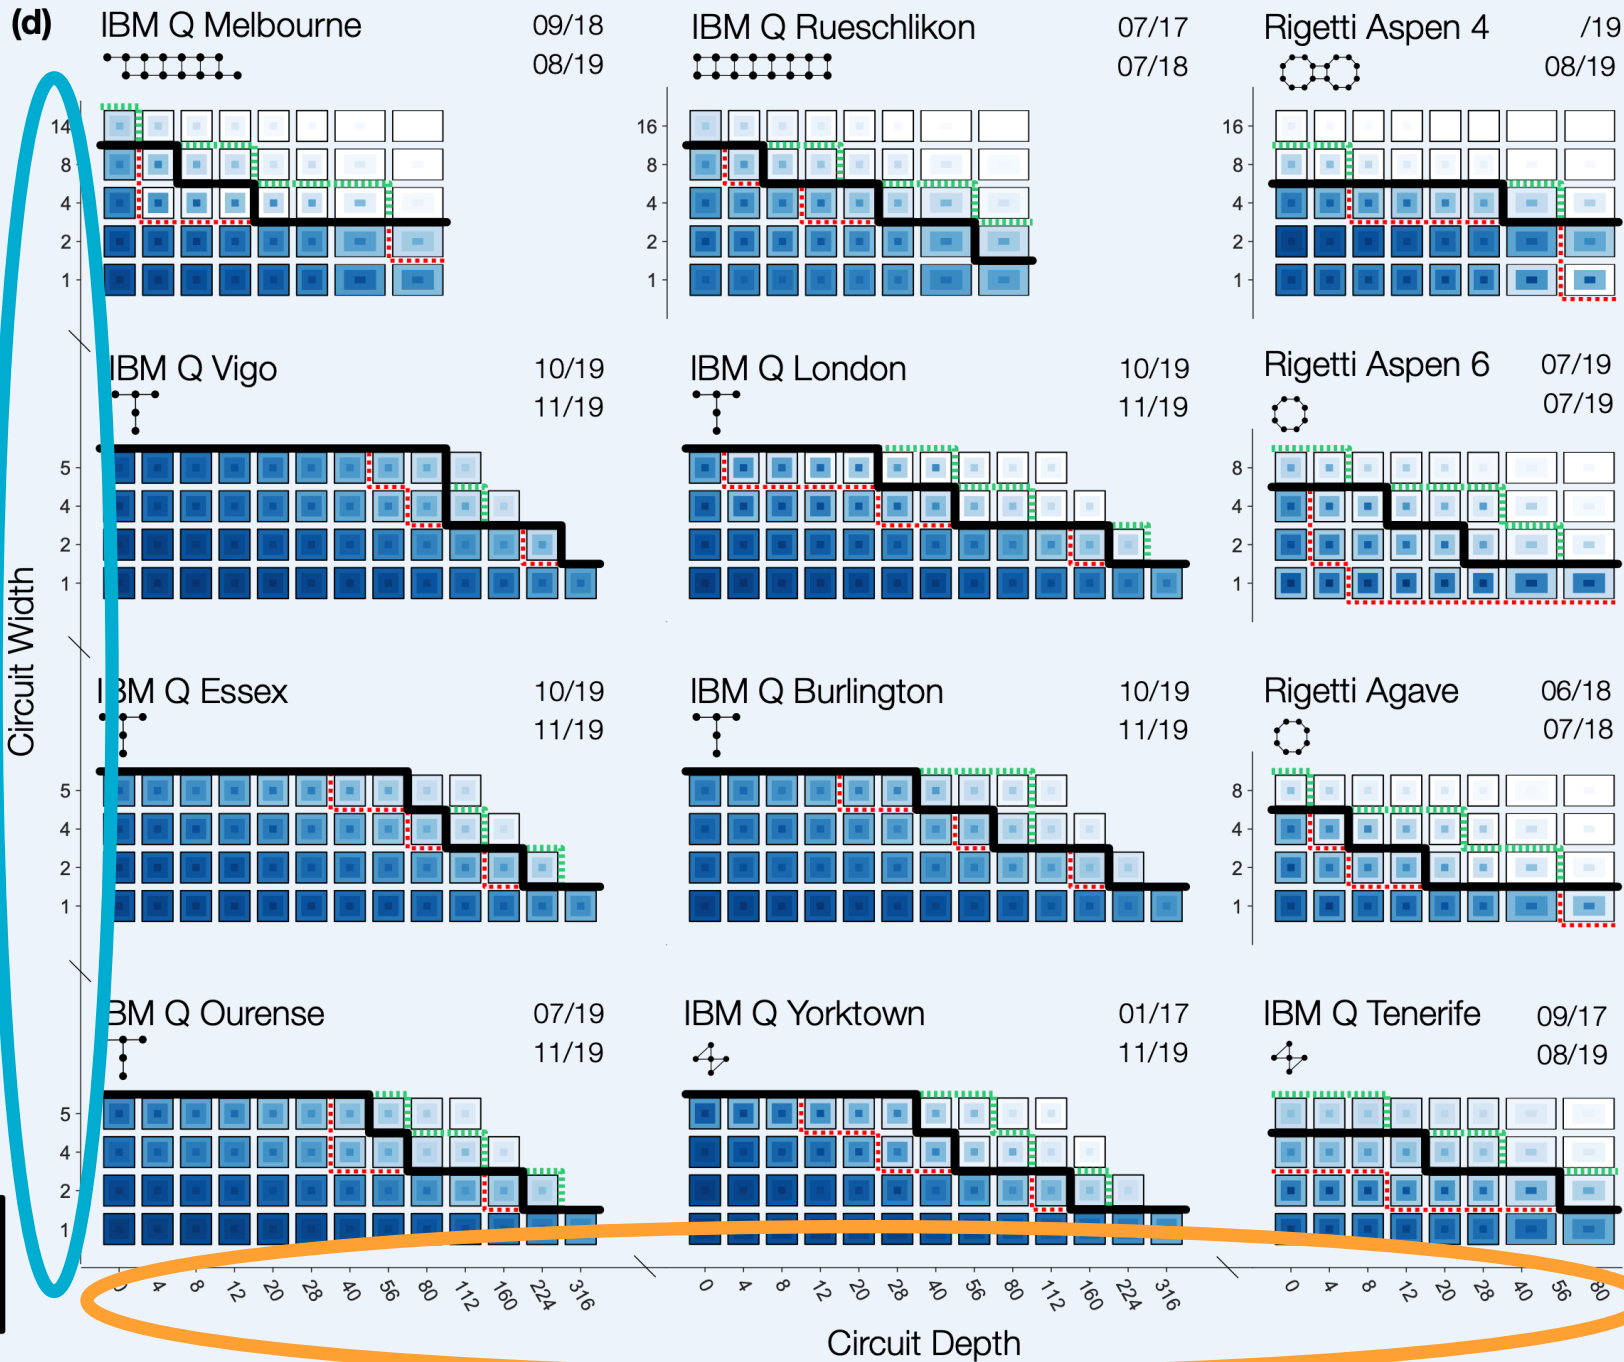 (d)
IBM Q Melbourne 09/18
08/19
IBM Q Rueschlikon 07/17
07/18
Rigetti Aspen 4 /19
08/19
14
8
4
2
1
16
8
4
2
1
16
8
4
2
1
IBM Q Vigo 10/19
11/19
IBM Q London 10/19
11/19
Rigetti Aspen 6 07/19
07/19
5
4
2
1
8
4
2
1
Circuit Width
IBM Q Essex 10/19
11/19
IBM Q Burlington 10/19
11/19
Rigetti Agave 06/18
07/18
5
4
2
1
8
4
2
1
IBM Q Ourense 07/19
11/19
IBM Q Yorktown 01/17
11/19
IBM Q Tenerife 09/17
08/19
5
4
2
1
0 4 8 12 20 28 40 56 80 112 160 224 316
0 4 8 12 20 28 40 56 80 112 160 224 316
0 4 8 12 20 28 40 56 80
Circuit Depth